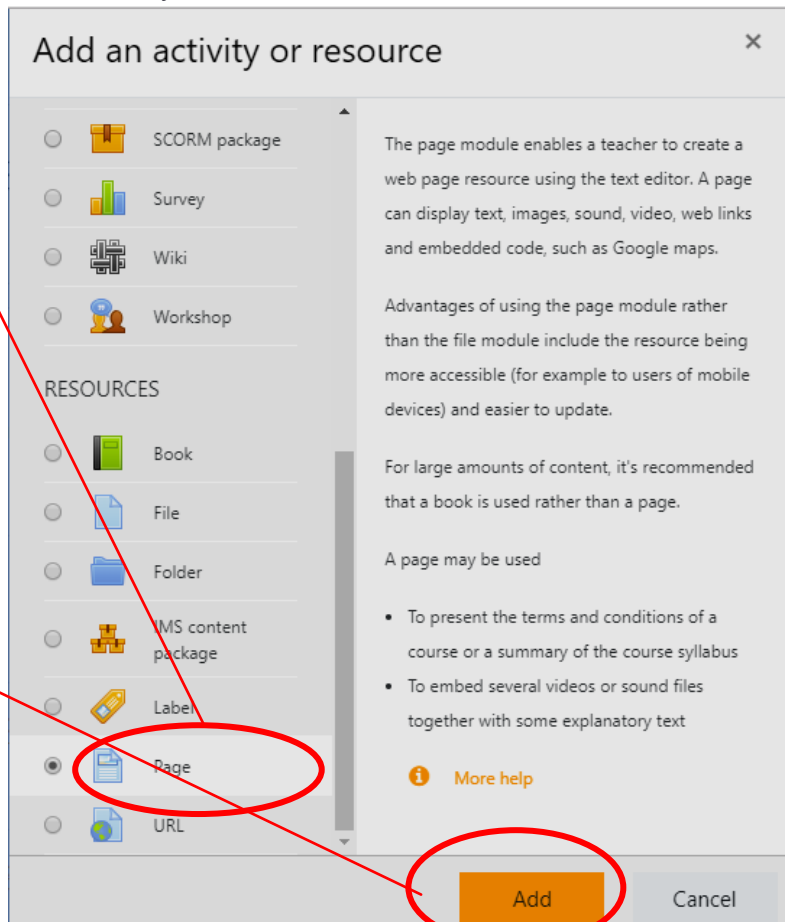 Add an activity or resource ×
SCORM package
Survey
Wiki
Workshop
RESOURCES
Book
File
Folder
IMS content
package
Label
Page
URL
The page module enables a teacher to create a
web page resource using the text editor. A page
can display text, images, sound, video, web links
and embedded code, such as Google maps.
Advantages of using the page module rather
than the file module include the resource being
more accessible (for example to users of mobile
devices) and easier to update.
For large amounts of content, it's recommended
that a book is used rather than a page.
A page may be used
• To present the terms and conditions of a
course or a summary of the course syllabus
• To embed several videos or sound files
together with some explanatory text
More help
Add
Cancel